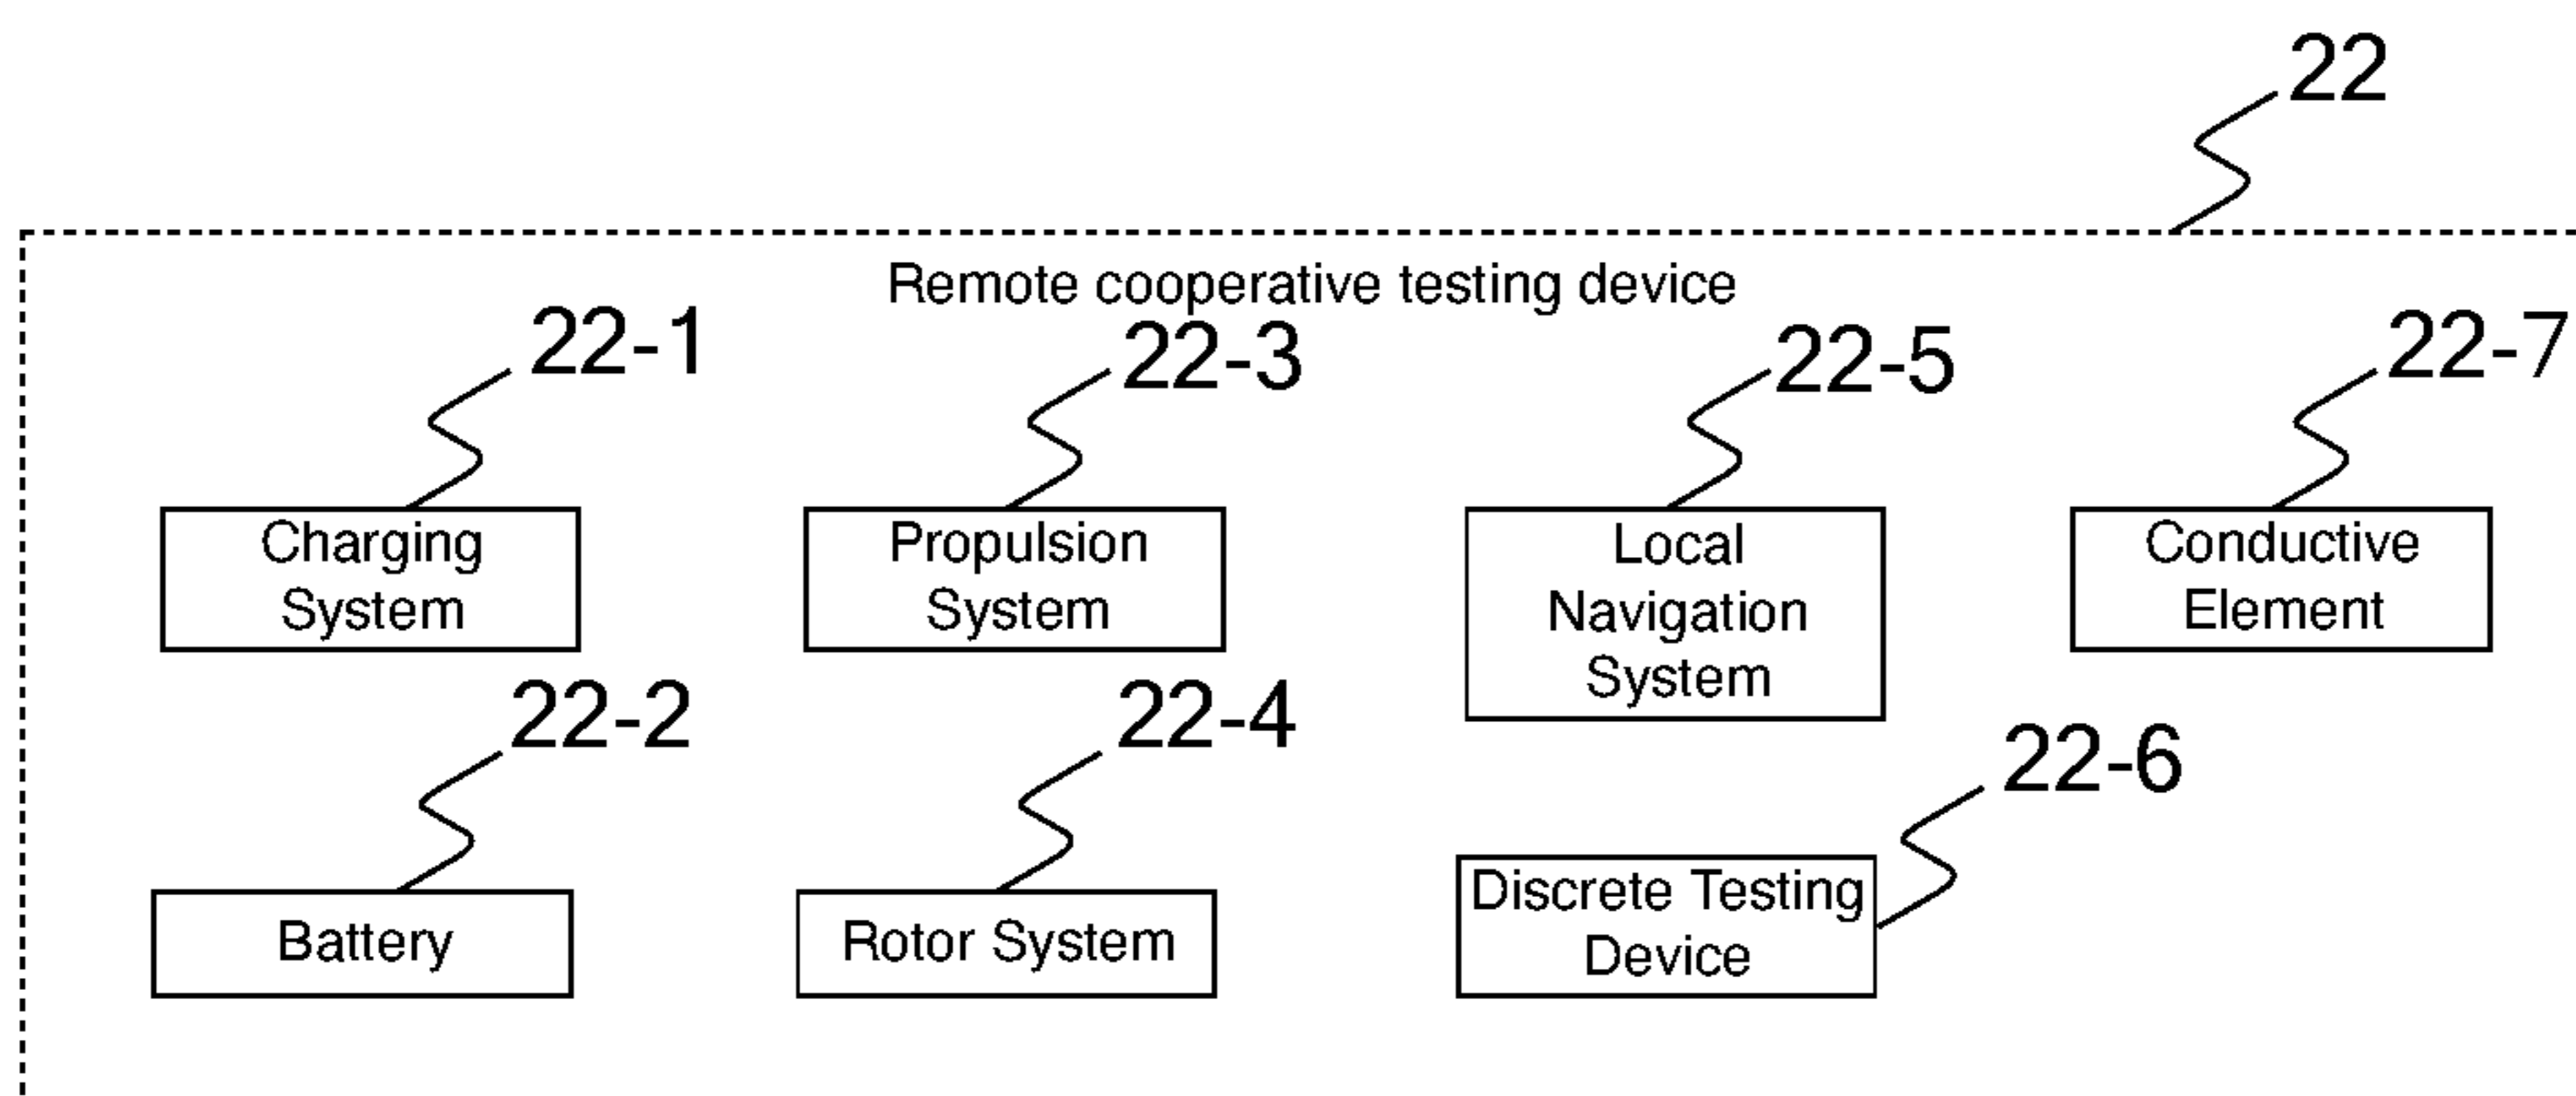 22
Remote cooperative testing device
22-1
22-3
22-5
22-7
Charging
System
Propulsion
System
Local
Navigation
System
Conductive
Element
22-2
22-4
22-6
Battery
Rotor System
Discrete Testing
Device